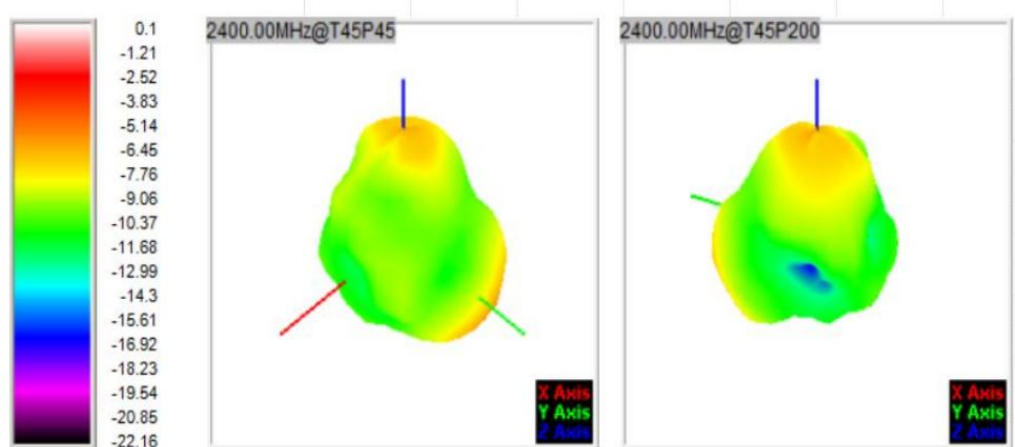 0.1
-1.21
-2.52
-3.83
-5.14
-6.45
-7.76
-9.06
-10.37
-11.68
-12.99
-14.3
-15.61
-16.92
-18.23
-19.54
-20.85
-22.16
2400.00MHz@T45P45
X Axis
Y Axis
Z Axis
2400.00MHz@T45P200
X Axis
Y Axis
Z Axis